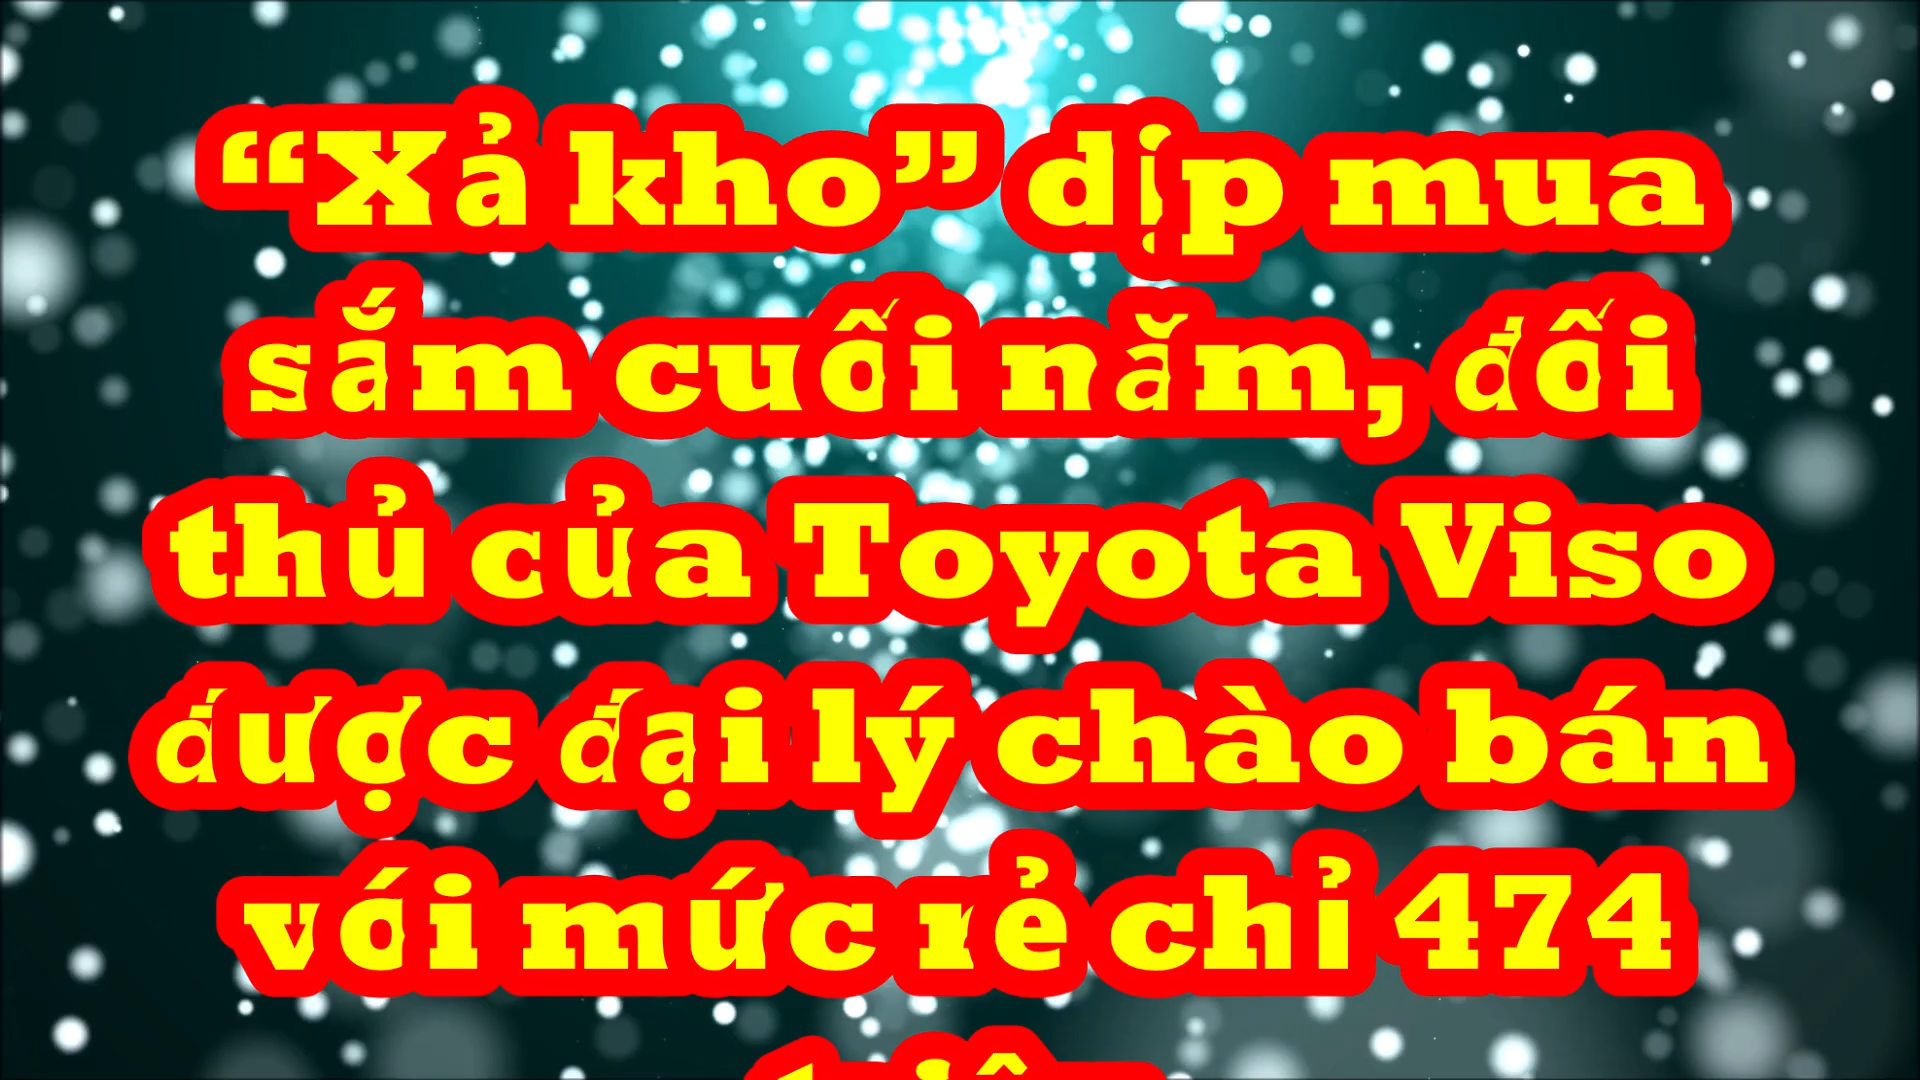 “Xả kho” dịp mua
sắm cuối năm, đối
thủ của Toyota Viso
được đại lý chào bán
với mức rẻ chỉ 474